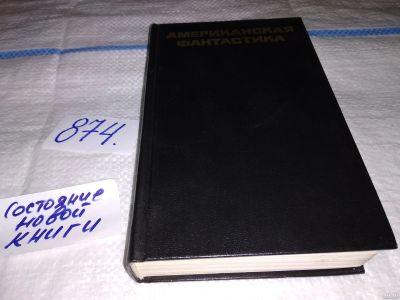 АМЕРИКАНСКАЯ
ФАНТАСТИКА
874.
СОСТОЯНИЕ
НОВОЙ
КНИГИ